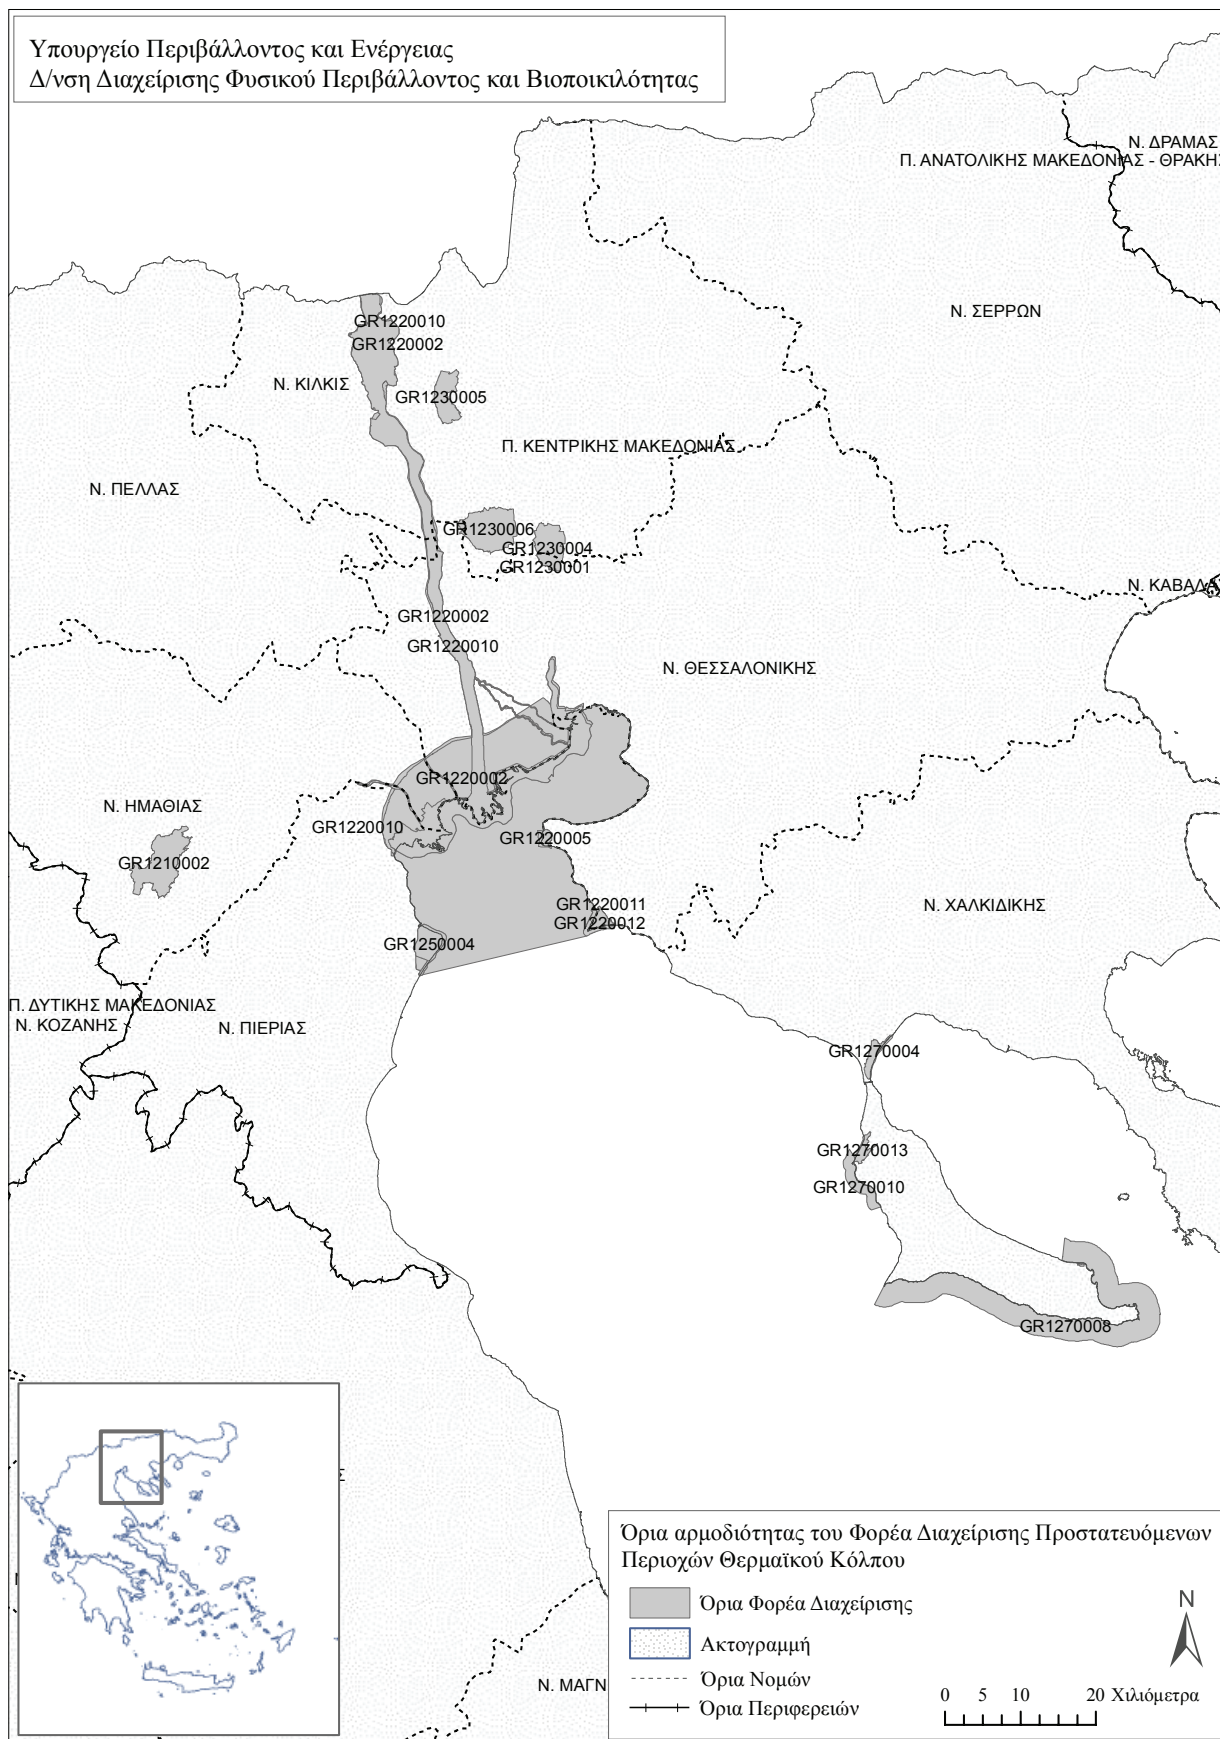 Υπουργείο Περιβάλλοντος και Ενέργειας
Δ/νση Διαχείρισης Φυσικού Περιβάλλοντος και Βιοποικιλότητας
Ν. ΔΡΑΜΑΣ
Π. ΑΝΑΤΟΛΙΚΗΣ ΜΑΚΕΔΟΝΙΑΣ - ΘΡΑΚΗΣ
Ν. ΣΕΡΡΩΝ
GR1220010
GR1220002
Ν. ΚΙΛΚΙΣ
GR1230005
Π. ΚΕΝΤΡΙΚΗΣ ΜΑΚΕΔΟΝΙΑΣ
Ν. ΠΕΛΛΑΣ
GR1230006
GR1230004
GR1230001
Ν. ΚΑΒΑΛΑΣ
GR1220002
GR1220010
Ν. ΘΕΣΣΑΛΟΝΙΚΗΣ
GR1220002
Ν. ΗΜΑΘΙΑΣ
GR1220010
GR1220005
GR1210002
GR1220011
Ν. ΧΑΛΚΙΔΙΚΗΣ
GR1220012
GR1250004
Π. ΔΥΤΙΚΗΣ ΜΑΚΕΔΟΝΙΑΣ
Ν. ΚΟΖΑΝΗΣ
Ν. ΠΙΕΡΙΑΣ
GR1270004
GR1270013
GR1270010
GR1270008
Σ
Όρια αρμοδιότητας του Φορέα Διαχείρισης Προστατευόμενων
Περιοχών Θερμαϊκού Κόλπου
Όρια Φορέα Διαχείρισης
Ακτογραμμή
Όρια Νομών
Όρια Περιφερειών
N
0 5 10 20 Χιλιόμετρα
Ν. ΜΑΓΝ